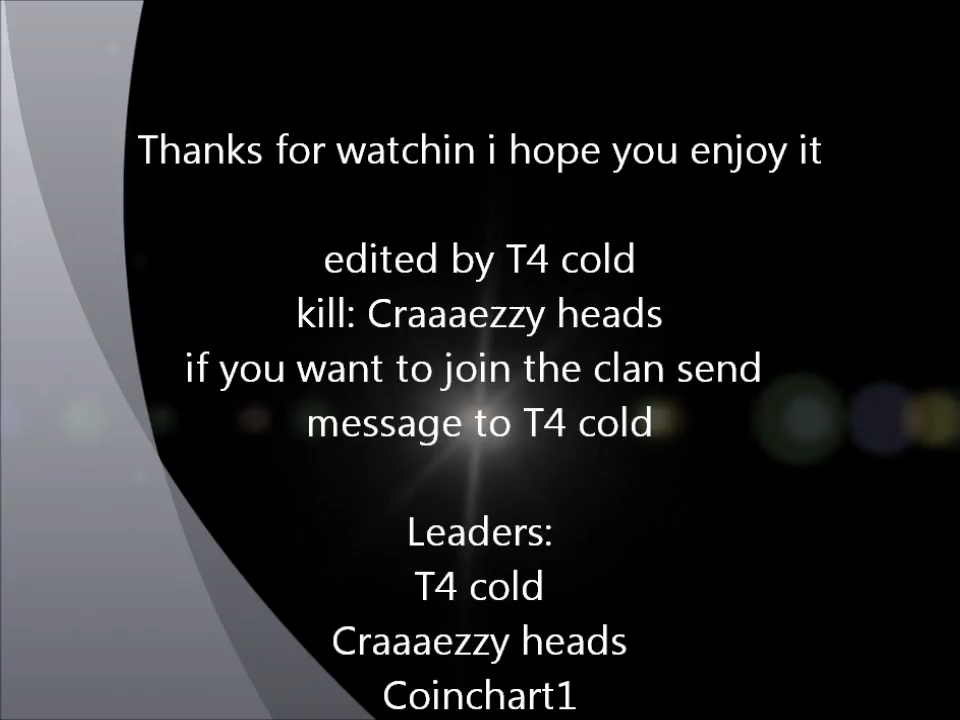 Thanks for watchin i hope you enjoy it
edited by T4 cold
kill: Craaaezzy heads
if you want to join the clan send
message to T4 cold
Leaders:
T4 cold
Craaaezzy heads
Coinchart1